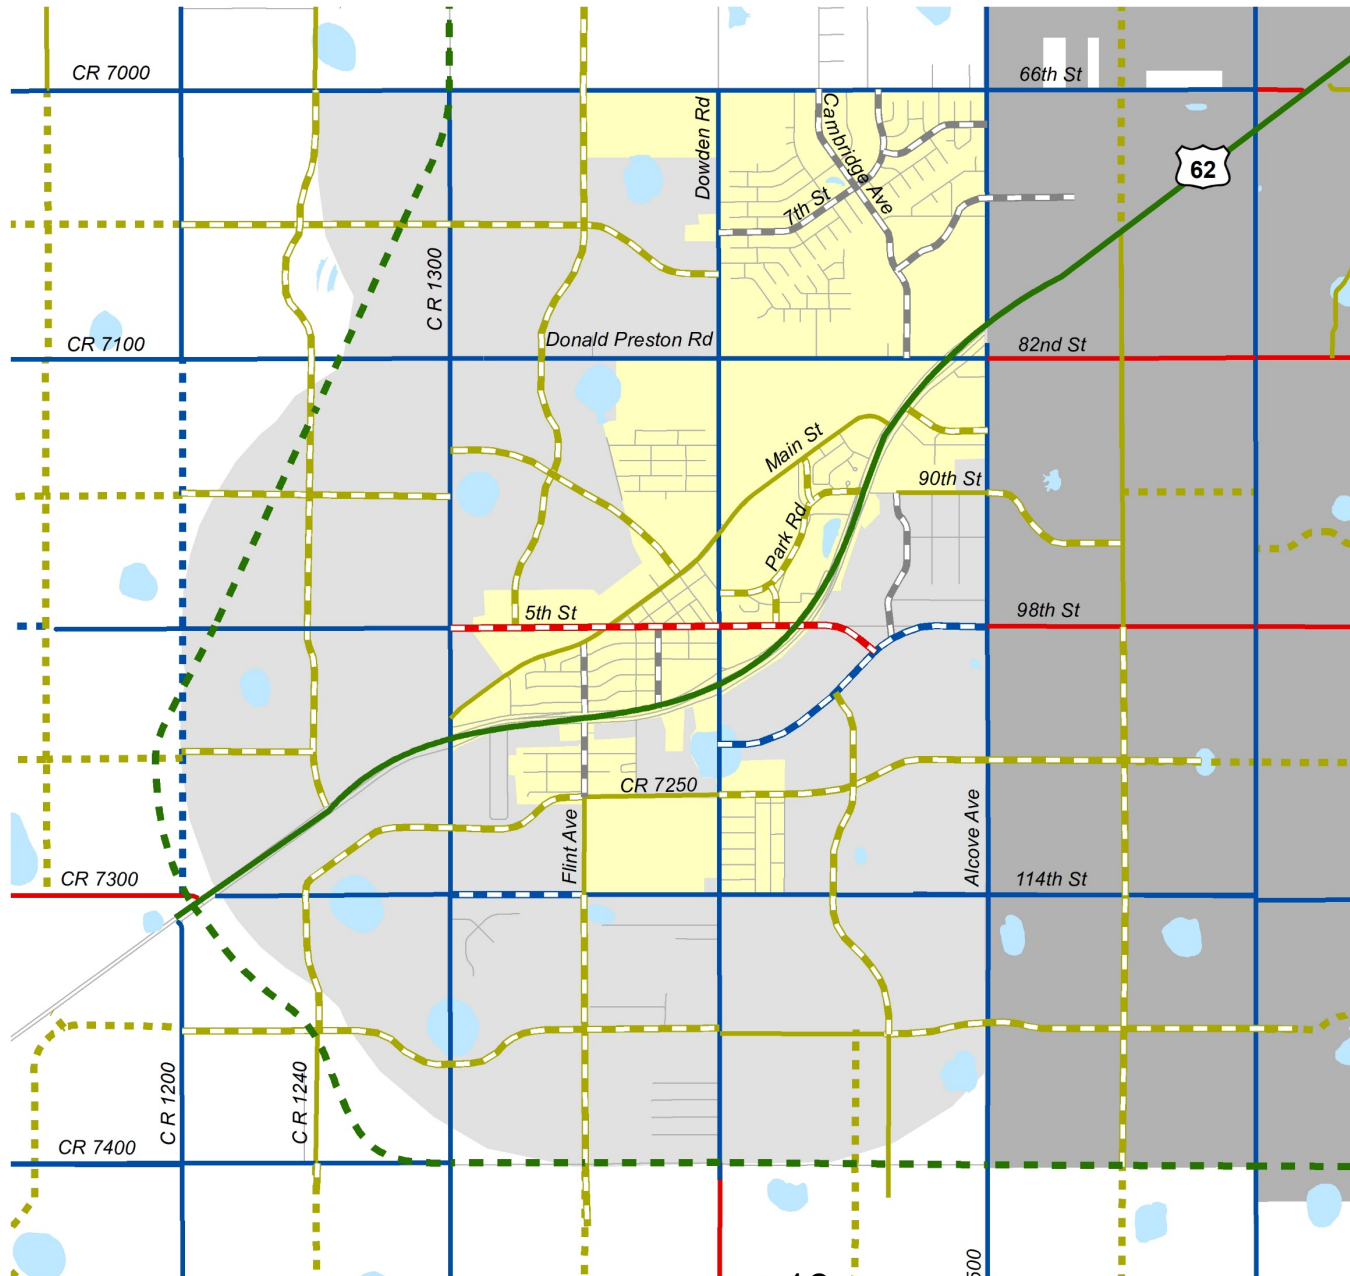 CR 7000
66th St
Dowden Rd
Cambridge Ave
62
7th St
C R 1300
CR 7100
Donald Preston Rd
82nd St
Main St
90th St
Park Rd
5th St
98th St
CR 7250
Flint Ave
Alcove Ave
CR 7300
114th St
C R 1200
C R 1240
CR 7400